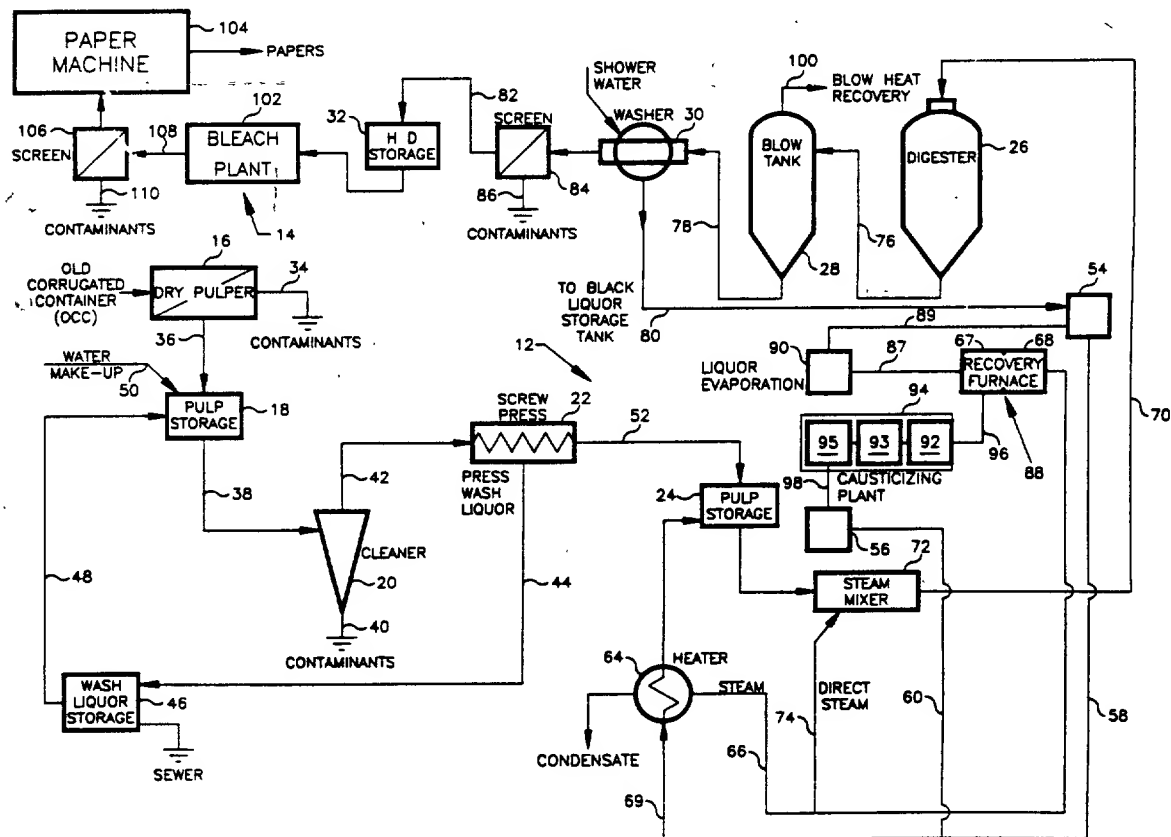 PAPER
MACHINE
104
PAPERS
106
SCREEN
108
102
BLEACH
PLANT
110
CONTAMINANTS
14
32
H D
STORAGE
82
SCREEN
84
86
CONTAMINANTS
SHOWER
WATER
WASHER
30
78
100
BLOW HEAT
RECOVERY
BLOW
TANK
28
76
DIGESTER
26
16
OLD
CORRUGATED
CONTAINER
(OCC)
DRY PULPER
34
CONTAMINANTS
36
WATER
MAKE-UP
50
PULP
STORAGE
18
38
TO BLACK
LIQUOR
STORAGE
TANK
80
54
89
90
LIQUOR
EVAPORATION
87
67
68
RECOVERY
FURNACE
88
94
95
93
92
96
CAUSTICIZING
PLANT
98
56
70
12
SCREW
PRESS
22
52
PRESS
WASH
LIQUOR
42
CLEANER
20
40
CONTAMINANTS
44
24
PULP
STORAGE
72
STEAM
MIXER
48
WASH
LIQUOR
STORAGE
46
SEWER
64
HEATER
STEAM
DIRECT
STEAM
74
60
58
CONDENSATE
66
69